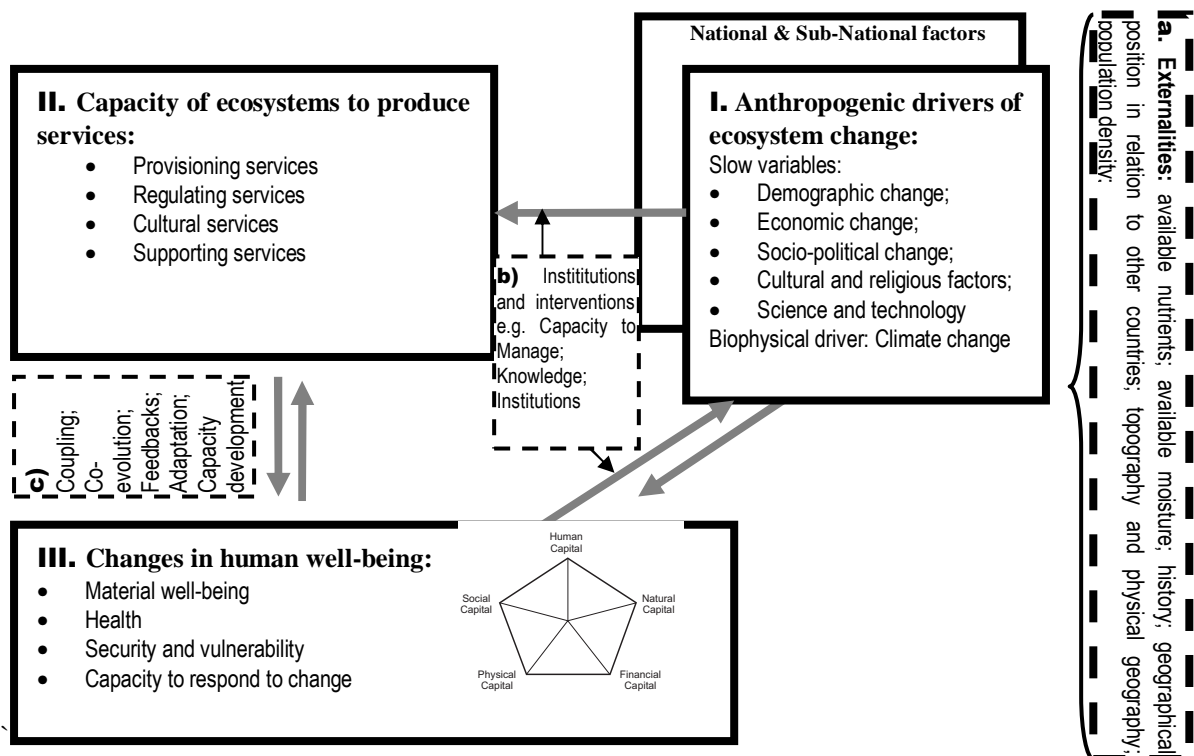 National & Sub-National factors
II. Capacity of ecosystems to produce
services:
• Provisioning services
• Regulating services
• Cultural services
• Supporting services
I. Anthropogenic drivers of
ecosystem change:
Slow variables:
• Demographic change;
• Economic change;
• Socio-political change;
• Cultural and religious factors;
• Science and technology
Biophysical driver: Climate change
a. Externalities: available nutrients; available moisture; history; geographical
position in relation to other countries; topography and physical geography;
population density;
b) Instititutions
and interventions
e.g. Capacity to
Manage;
Knowledge;
Institutions
c)
Coupling;
Co-
evolution;
Feedbacks;
Adaptation;
Capacity
development
III. Changes in human well-being:
• Material well-being
• Health
• Security and vulnerability
• Capacity to respond to change
Human
Capital
Social
Capital
Natural
Capital
Physical
Capital
Financial
Capital
`